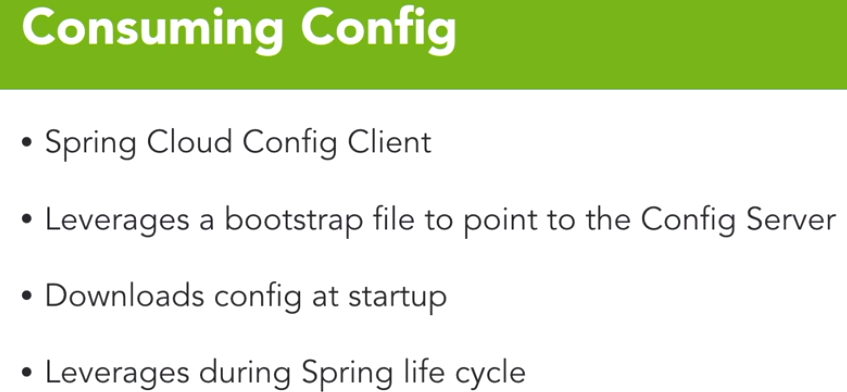 Consuming Config
• Spring Cloud Config Client
• Leverages a bootstrap file to point to the Config Server
• Downloads config at startup
• Leverages during Spring life cycle